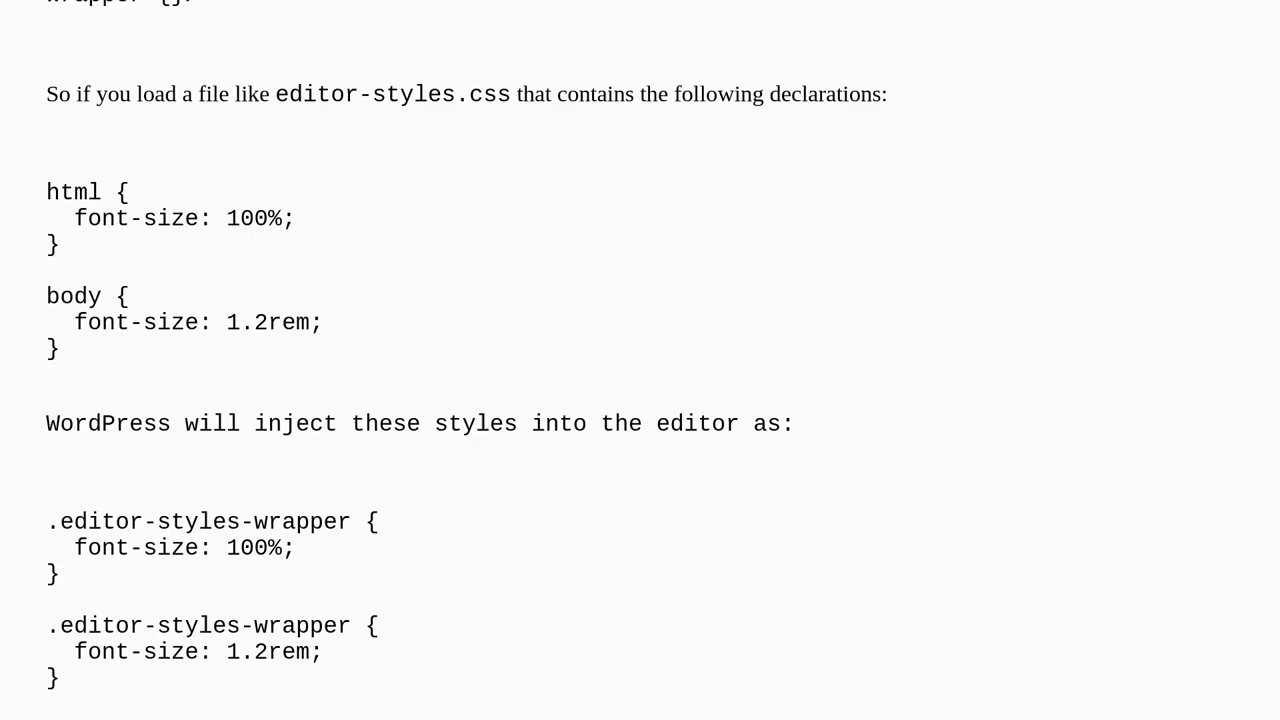 wrapper {}.
So if you load a file like editor-styles.css that contains the following declarations:
html {
  font-size: 100%;
}
body {
  font-size: 1.2rem;
}
WordPress will inject these styles into the editor as:
.editor-styles-wrapper {
  font-size: 100%;
}
.editor-styles-wrapper {
  font-size: 1.2rem;
}